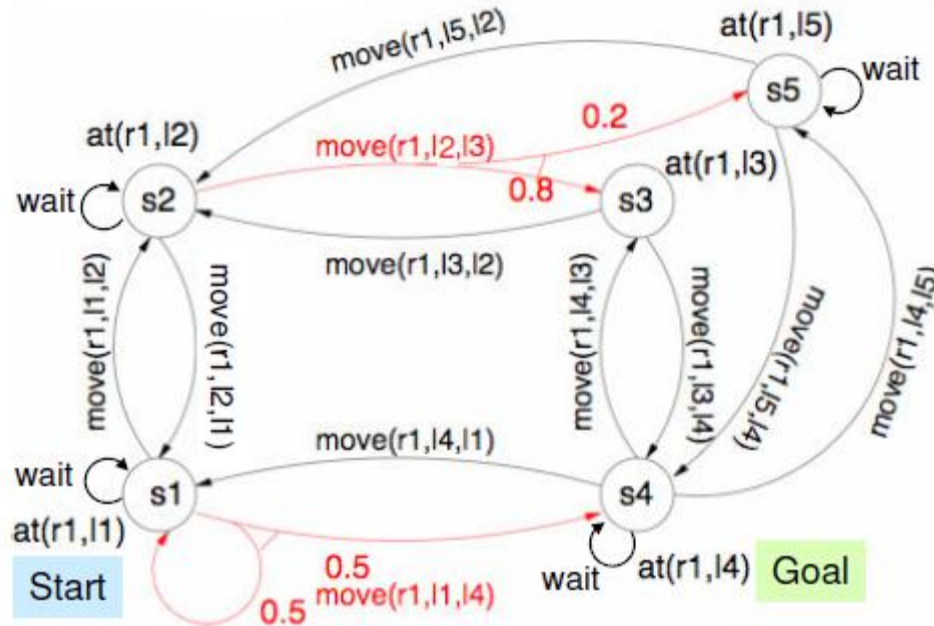 at(r1,l5)
move(r1,l5,l2)
wait
s5
0.2
at(r1,l2)
move(r1,l2,l3)
at(r1,l3)
wait
s2
0.8
s3
move(r1,l3,l2)
move(r1,l1,l2)
move(r1,l2,l1)
move(r1,l4,l3)
move(r1,l3,l4)
move(r1,l5,l4)
move(r1,l4,l5)
move(r1,l4,l1)
wait
s1
s4
at(r1,l1)
0.5
wait
at(r1,l4)
Goal
Start
0.5
move(r1,l1,l4)